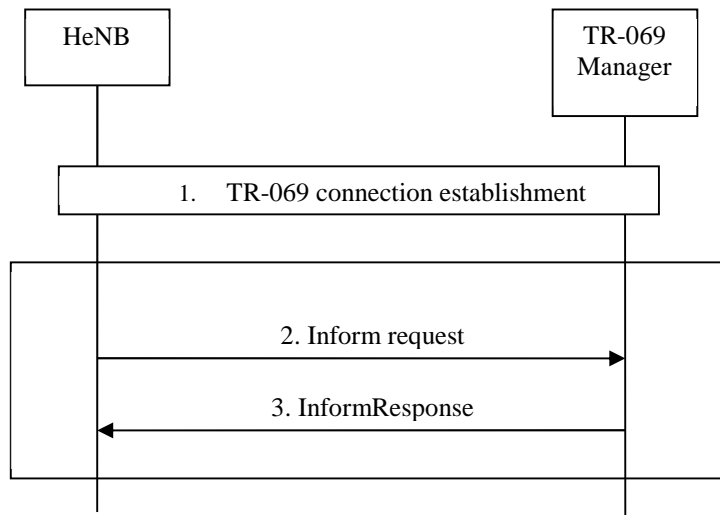 HeNB
TR-069
Manager
1. TR-069 connection establishment
2. Inform request
3. InformResponse